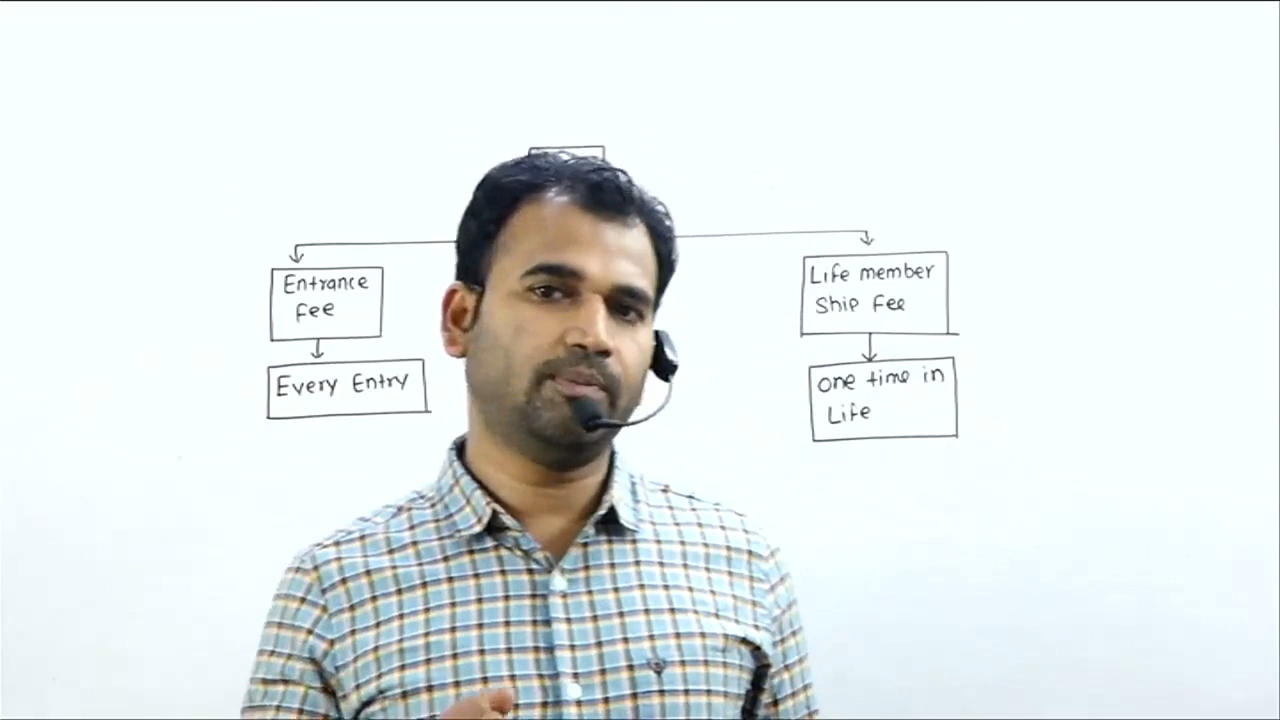 Entrance
Fee
Every Entry
Life member
Ship Fee
One time in
Life